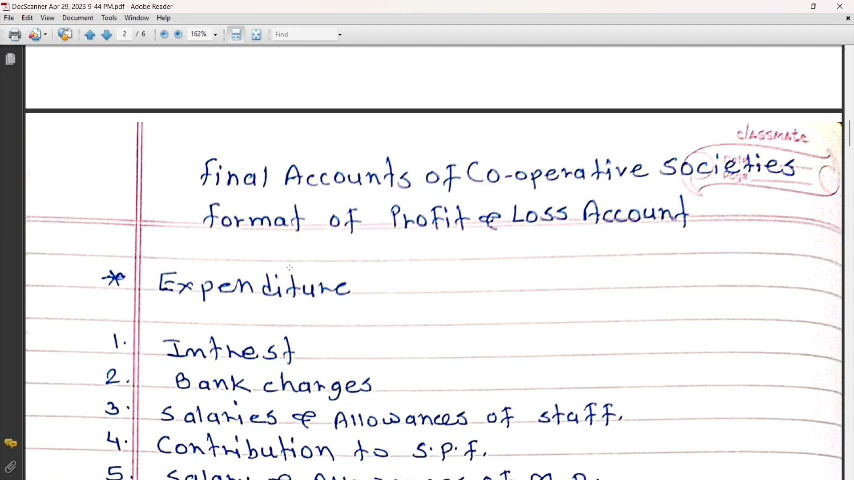 DocScanner Apr 29, 2023 9-44 PM.pdf - Adobe Reader
File Edit View Document Tools Window Help
2 / 6 162% Find
classmate
final Accounts of Co-operative societies
format of Profit & Loss Account
* Expenditure
1. Intrest
2. Bank charges
3. Salaries & Allowances of staff.
4. Contribution to S.P.f.
5. Salary